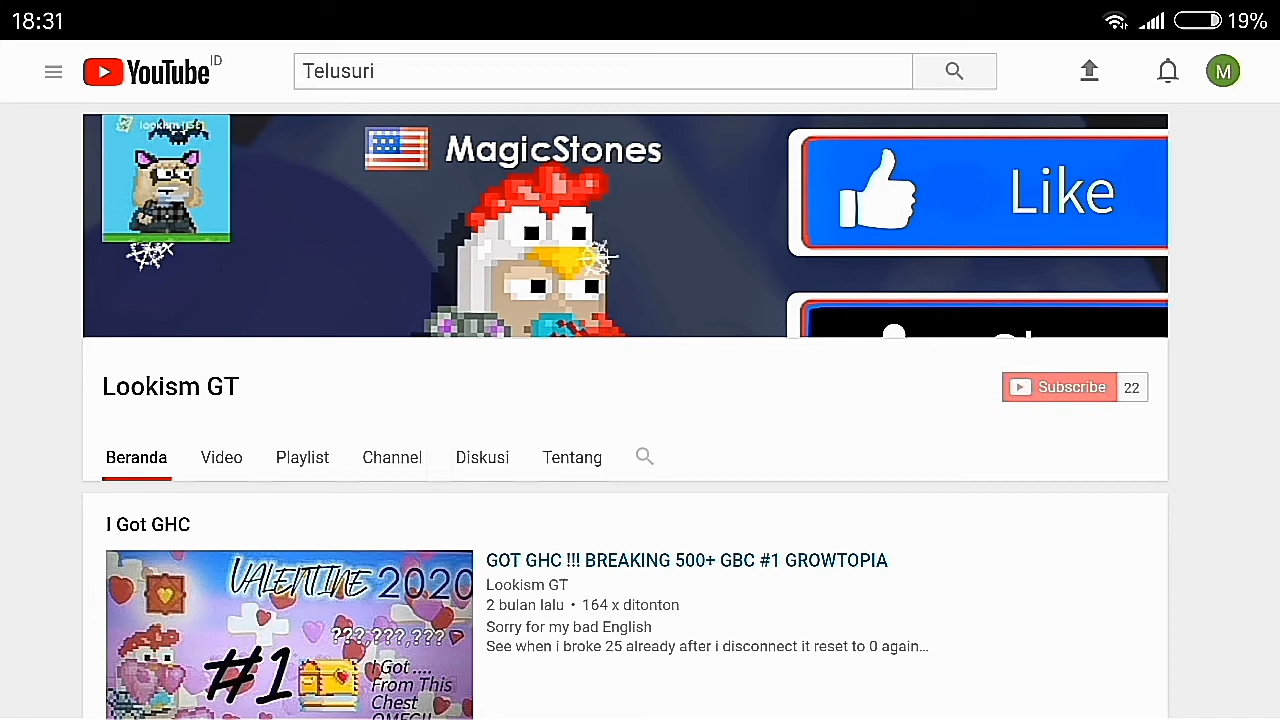 18:31
19%
YouTube ID
Telusuri
M
lookism GT
MagicStones
Like
Lookism GT
Subscribe 22
Beranda Video Playlist Channel Diskusi Tentang
I Got GHC
VALENTINE 2020
???,???,???
#1
I Got ....
From This
Chest
OMG!!
GOT GHC !!! BREAKING 500+ GBC #1 GROWTOPIA
Lookism GT
2 bulan lalu • 164 x ditonton
Sorry for my bad English
See when i broke 25 already after i disconnect it reset to 0 again...